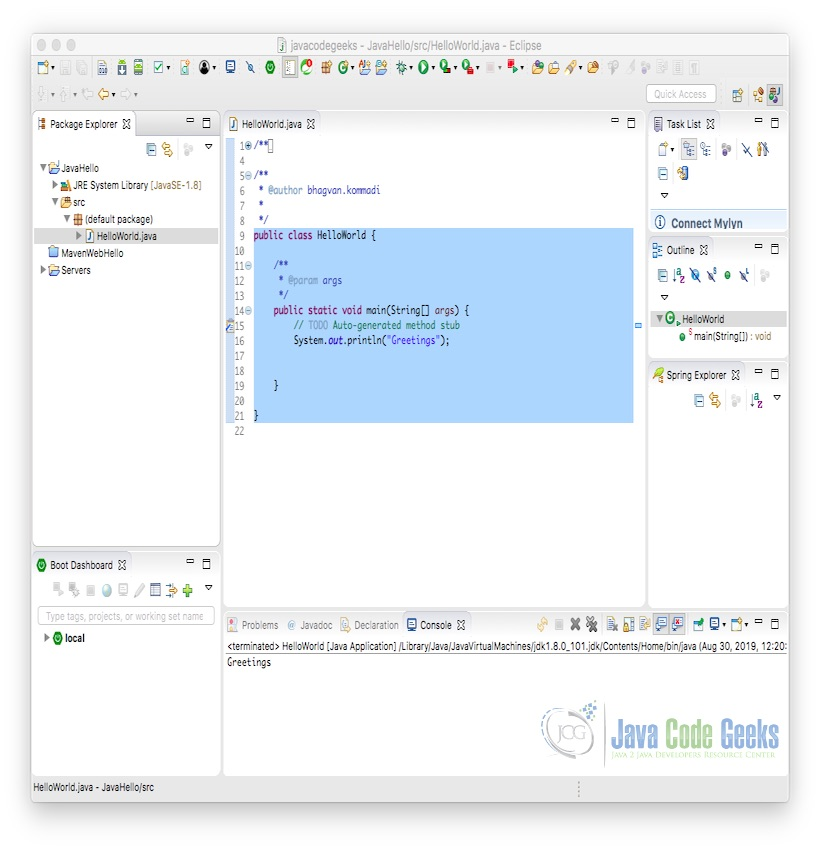 javacodegeeks - JavaHello/src/HelloWorld.java - Eclipse
Quick Access
Package Explorer
JavaHello
JRE System Library [JavaSE-1.8]
src
(default package)
HelloWorld.java
MavenWebHello
Servers
HelloWorld.java
1 /**
4
5 /**
6 * @author bhagvan.kommadi
7 *
8 */
9 public class HelloWorld {
10
11 /**
12 * @param args
13 */
14 public static void main(String[] args) {
15 // TODO Auto-generated method stub
16 System.out.println("Greetings");
17
18
19 }
20
21 }
22
Task List
Connect Mylyn
Outline
HelloWorld
main(String[]) : void
Spring Explorer
Boot Dashboard
Type tags, projects, or working set name
local
Problems
Javadoc
Declaration
Console
<terminated> HelloWorld [Java Application] /Library/Java/JavaVirtualMachines/jdk1.8.0_101.jdk/Contents/Home/bin/java (Aug 30, 2019, 12:20:
Greetings
JCG
Java Code Geeks
Java 2 Java Developers Resource Center
HelloWorld.java - JavaHello/src